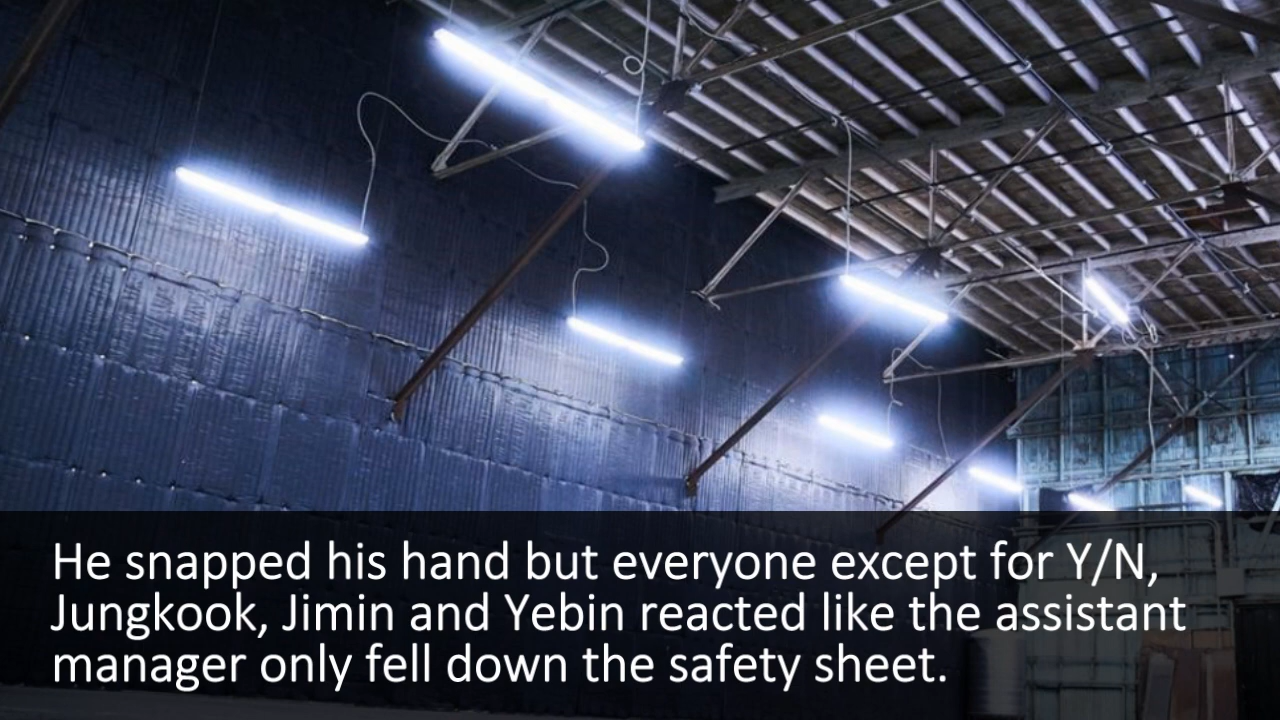 He snapped his hand but everyone except for Y/N,
Jungkook, Jimin and Yebin reacted like the assistant
manager only fell down the safety sheet.